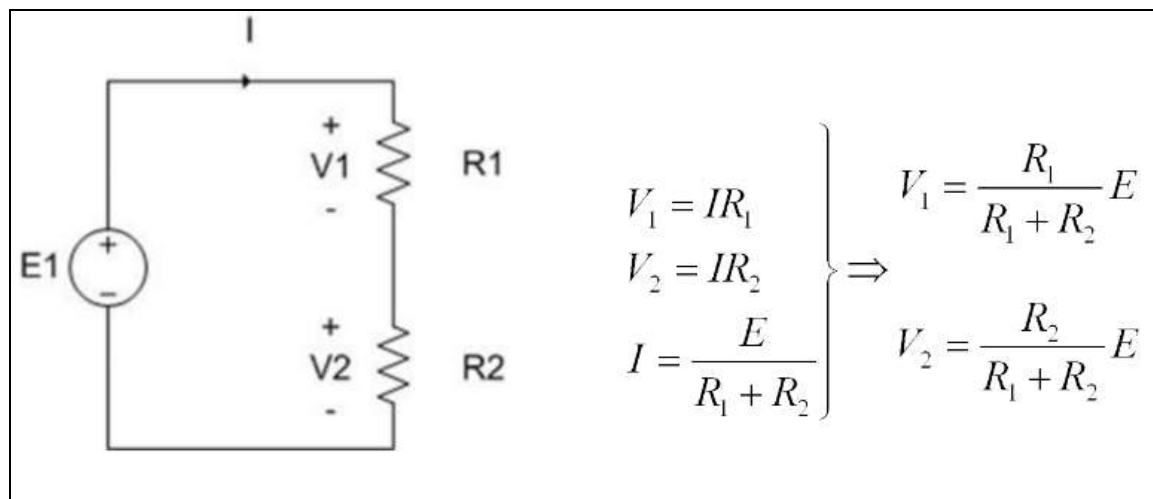 I
+
V1
-
R1
E1
+
−
+
V2
-
R2
V₁ = IR₁
V₂ = IR₂
I = E / (R₁ + R₂)
} ⇒
V₁ = R₁ / (R₁ + R₂) E
V₂ = R₂ / (R₁ + R₂) E